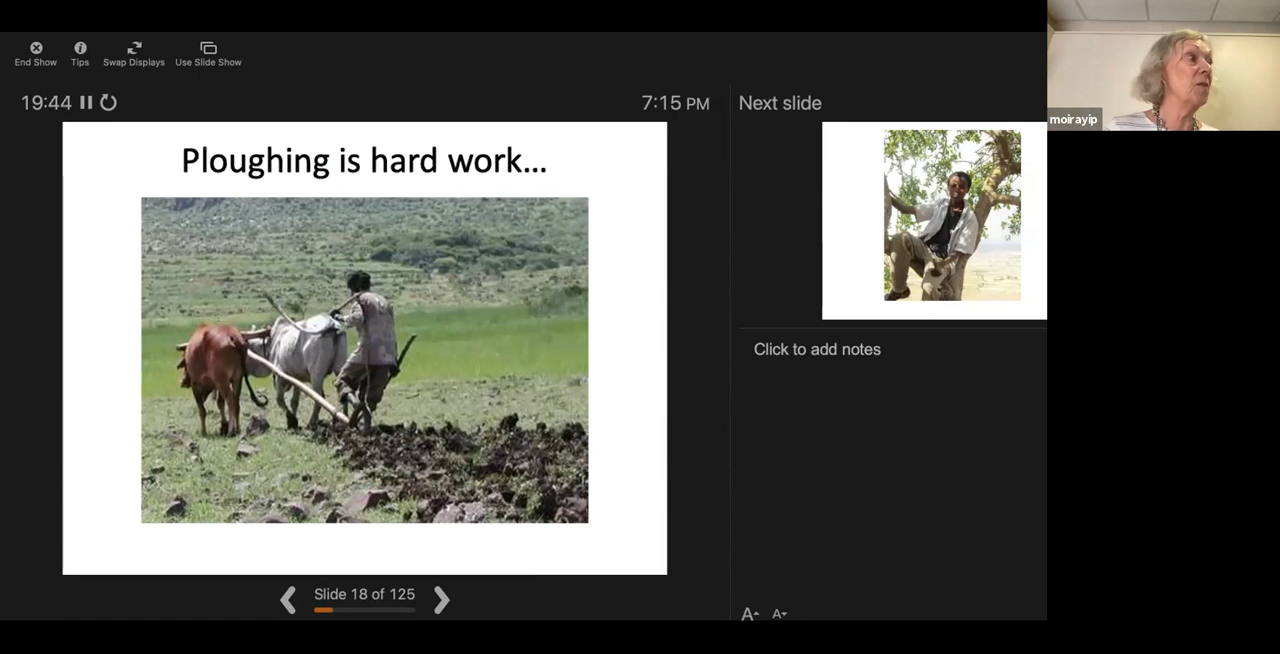 End Show
Tips
Swap Displays
Use Slide Show
19:44
7:15 PM
Next slide
moirayip
Ploughing is hard work...
Click to add notes
Slide 18 of 125
A
A